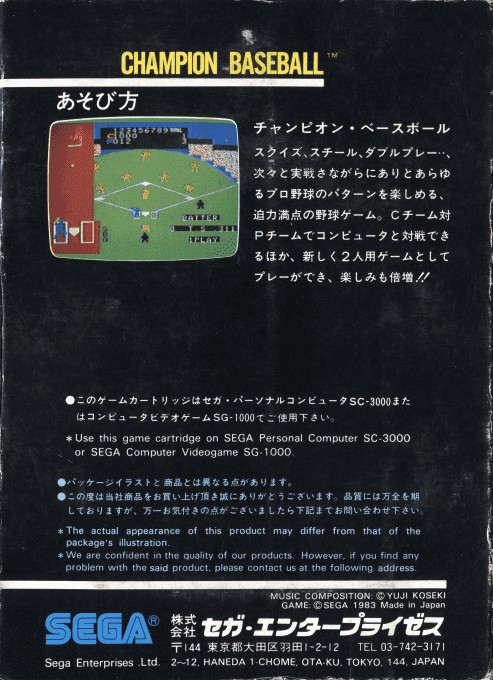 CHAMPION BASEBALL™
あそび方
123456789
チャンピオン・ベースボール
スクイズ、スチール、ダブルプレー‥、
次々と実戦さながらにありとあらゆ
るプロ野球のパターンを楽しめる、
迫力満点の野球ゲーム。Cチーム対
Pチームでコンピュータと対戦でき
るほか、新しく2人用ゲームとして
プレーができ、楽しみも倍増!!
BATTER
1PLAY
●このゲームカートリッジはセガ・パーソナルコンピュータSC-3000また
はコンピュータビデオゲームSG-1000でご使用下さい。
*Use this game cartridge on SEGA Personal Computer SC-3000
or SEGA Computer Videogame SG-1000.
●パッケージイラストと商品とは異なる点があります。
●この度は当社商品をお買い上げ頂き誠にありがとうございます。品質には万全を期
しておりますが、万一お気付きの点がございましたら下記までお問い合わせ下さい。
*The actual appearance of this product may differ from that of the
package's illustration.
*We are confident in the quality of our products. However, if you find any
problem with the said product, please contact us at the following address.
MUSIC COMPOSITION: ©YUJI KOSEKI
GAME: ©SEGA 1983 Made in Japan
SEGA® 株式会社 セガ・エンタープライゼス
〒144 東京都大田区羽田1-2-12 TEL 03-742-3171
Sega Enterprises .Ltd. 2~12, HANEDA 1-CHOME, OTA-KU, TOKYO, 144, JAPAN